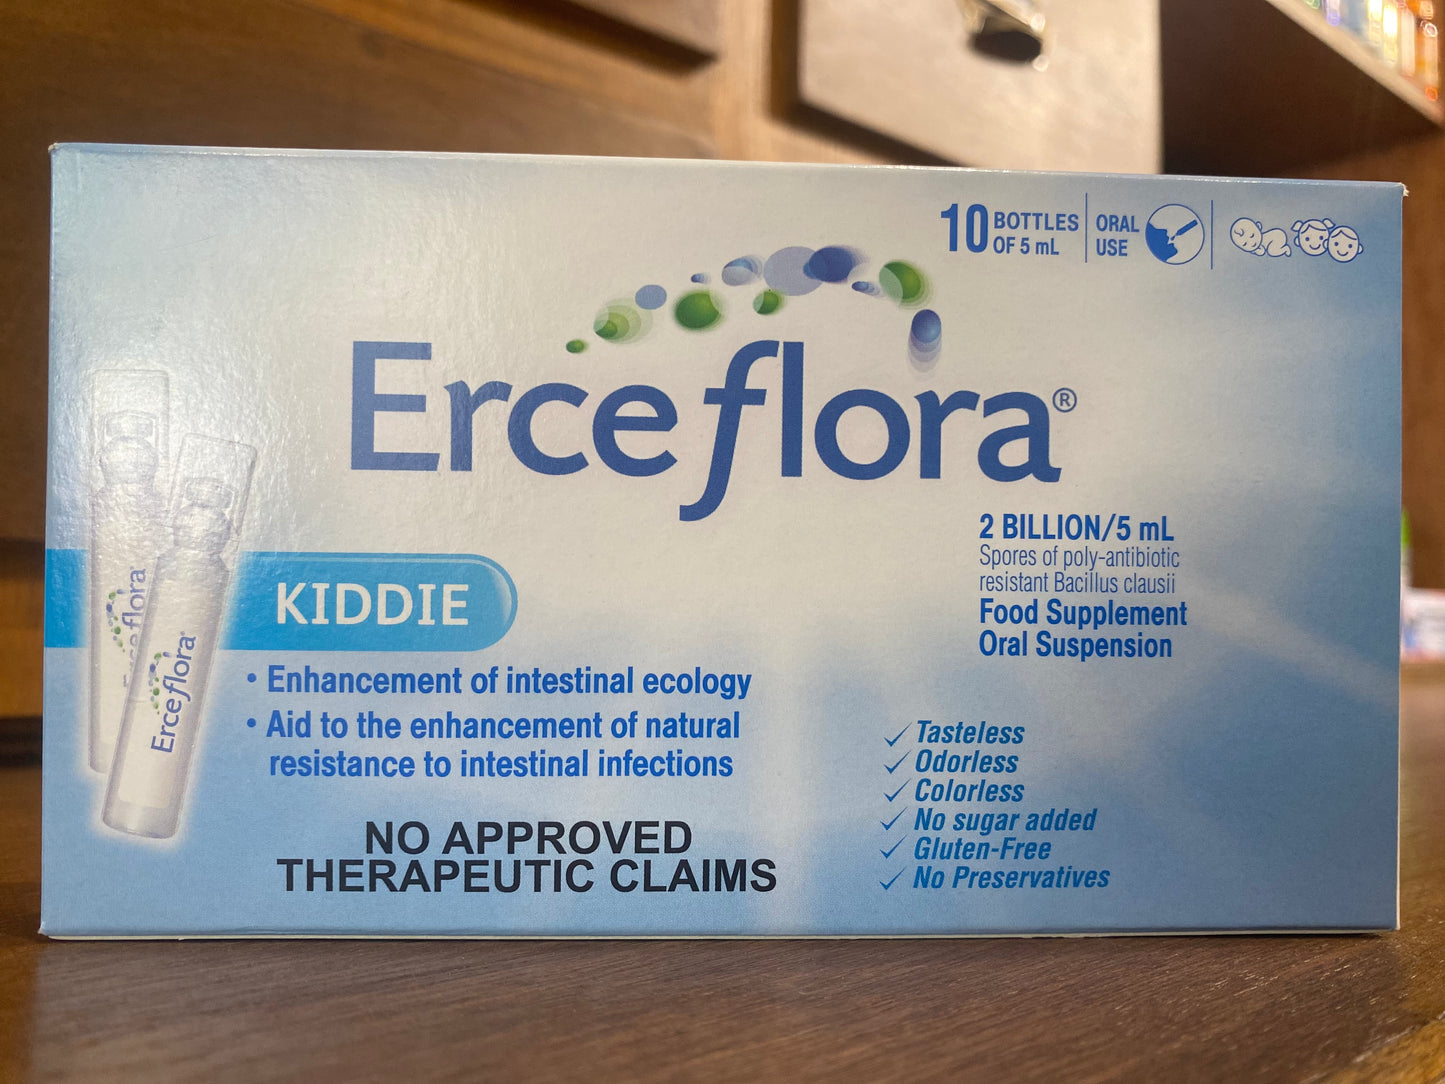 10 BOTTLES
OF 5 mL
ORAL
USE
Erceflora®
2 BILLION/5 mL
Spores of poly-antibiotic
resistant Bacillus clausii
Food Supplement
Oral Suspension
KIDDIE
• Enhancement of intestinal ecology
• Aid to the enhancement of natural
resistance to intestinal infections
NO APPROVED
THERAPEUTIC CLAIMS
Tasteless
Odorless
Colorless
No sugar added
Gluten-Free
No Preservatives
Erceflora
Erceflora